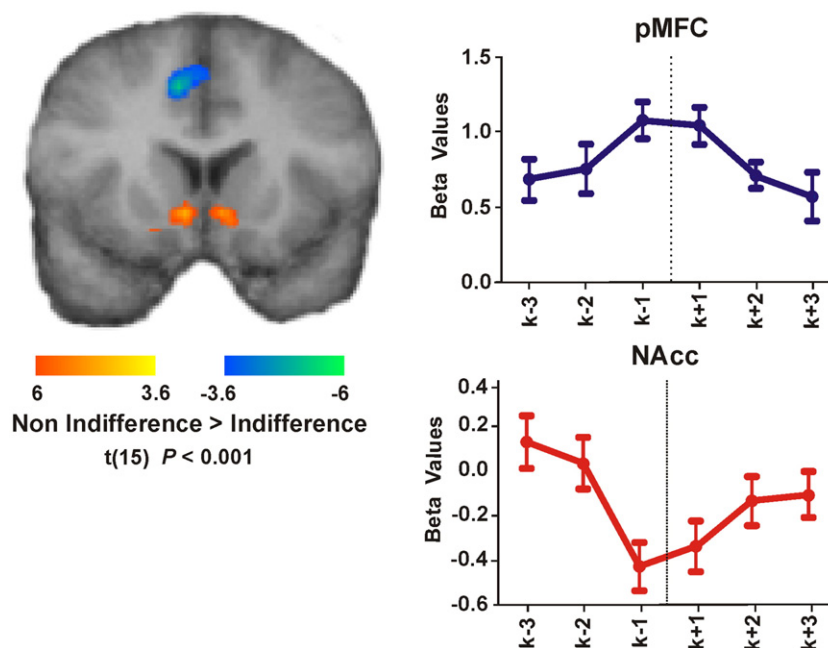 pMFC
1.5
1.0
0.5
0.0
Beta Values
k-3 k-2 k-1 k+1 k+2 k+3
6 3.6 -3.6 -6
Non Indifference > Indifference
t(15) P < 0.001
NAcc
0.4
0.2
0.0
-0.2
-0.4
-0.6
Beta Values
k-3 k-2 k-1 k+1 k+2 k+3